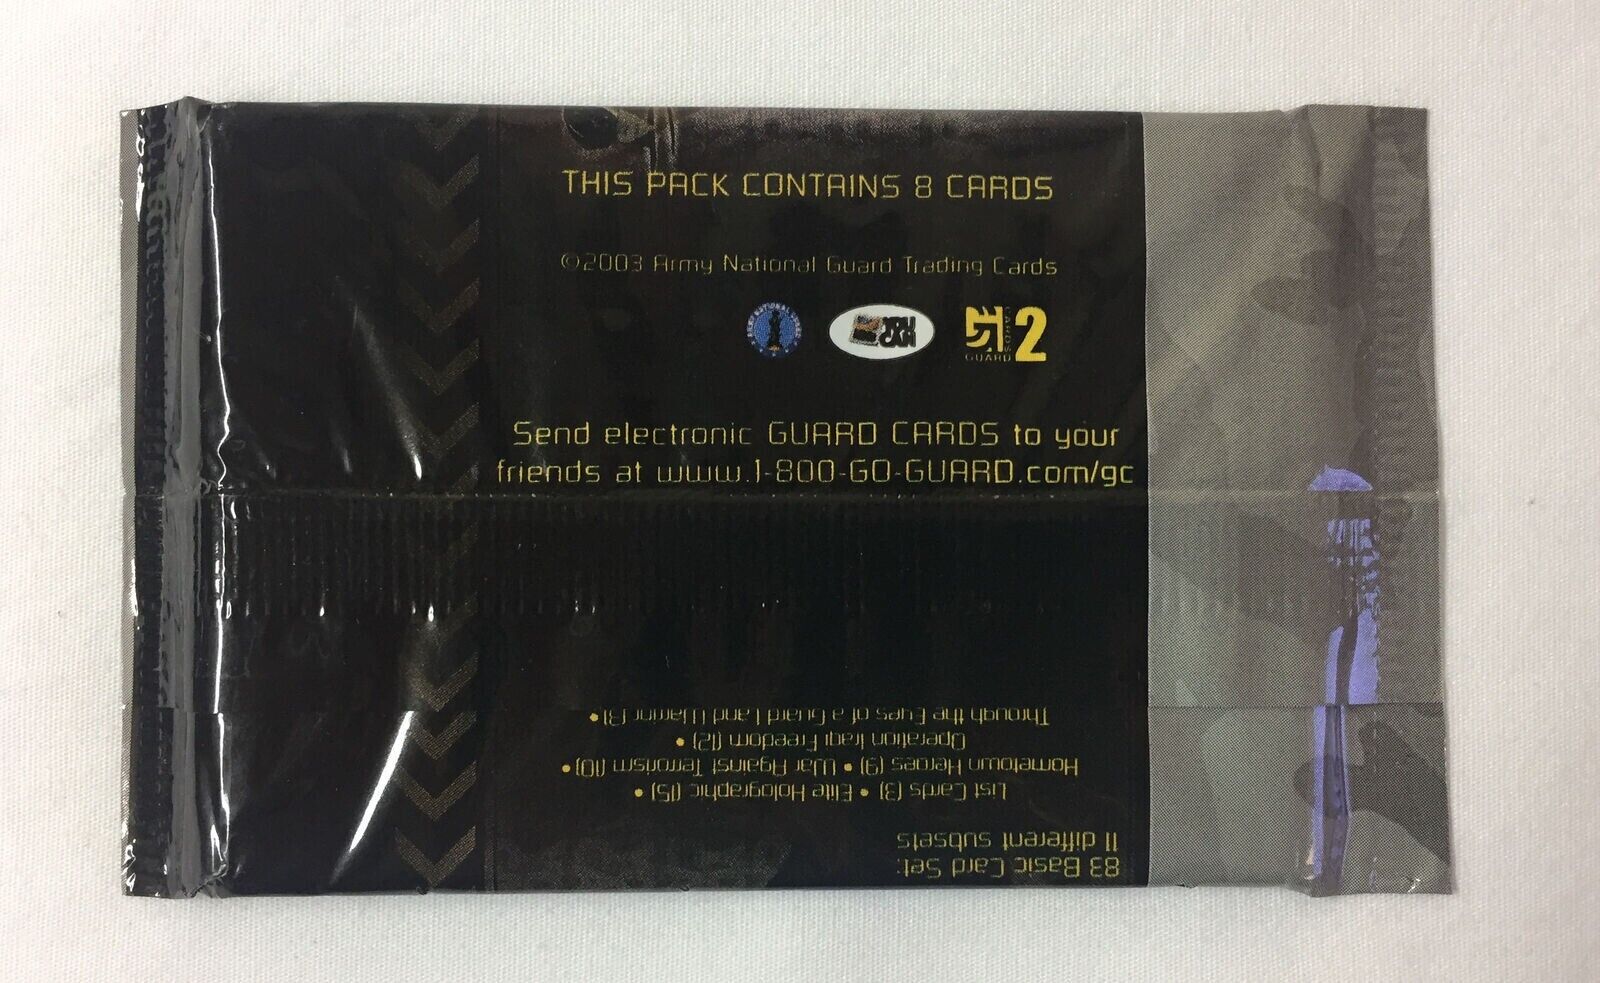 THIS PACK CONTAINS 8 CARDS
©2003 Army National Guard Trading Cards
YOU CAN
GUARD CARDS 2
Send electronic GUARD CARDS to your
friends at www.1-800-GO-GUARD.com/gc
83 Basic Card Set:
11 different subsets
List Cards (3) • Elite Holographic (15) •
Hometown Heroes (9) • War Against Terrorism (10) •
Operation Iraqi Freedom (12) •
Through the Eyes of a Guard Land Warrior (3) •